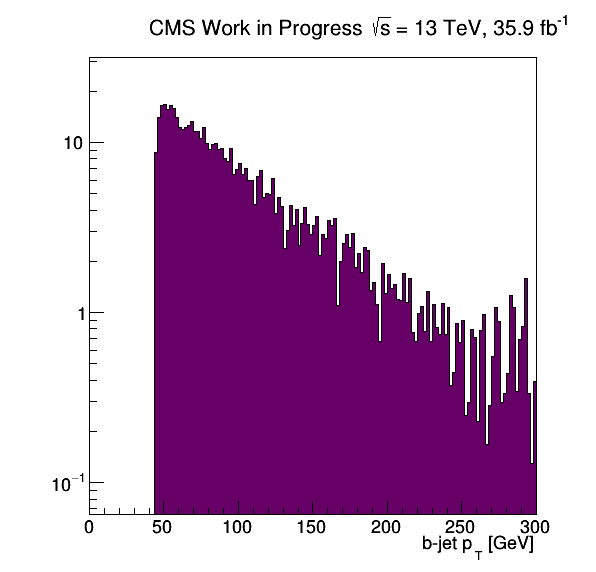 CMS Work in Progress √s = 13 TeV, 35.9 fb⁻¹
10
1
10⁻¹
0 50 100 150 200 250 300
b-jet p_T [GeV]